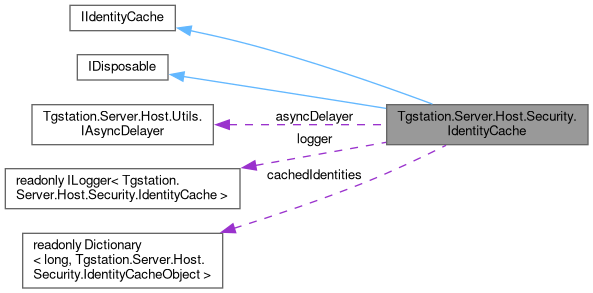 IIdentityCache
IDisposable
Tgstation.Server.Host.Utils.
IAsyncDelayer
asyncDelayer
Tgstation.Server.Host.Security.
IdentityCache
logger
readonly ILogger< Tgstation.
Server.Host.Security.IdentityCache >
cachedIdentities
readonly Dictionary
< long, Tgstation.Server.Host.
Security.IdentityCacheObject >